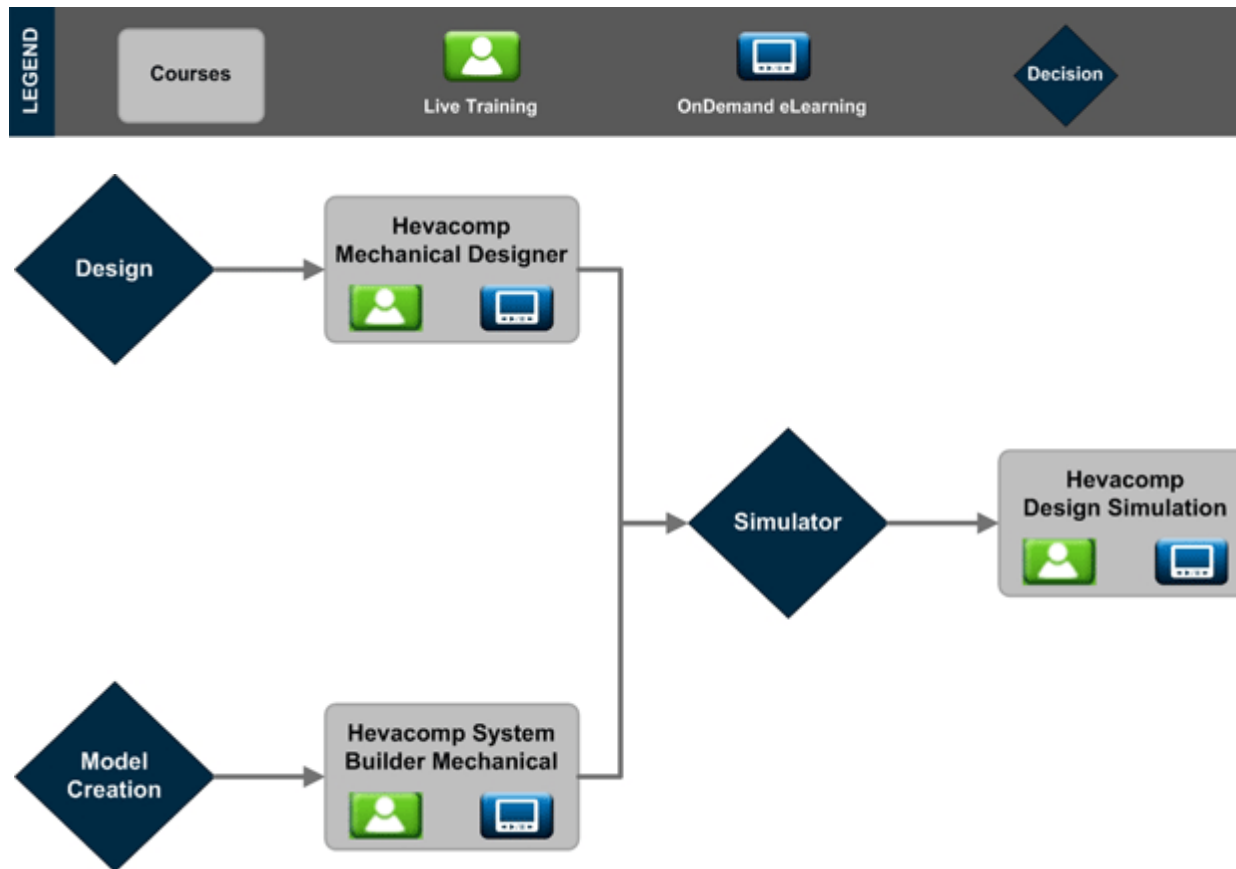 LEGEND
Courses
Live Training
OnDemand eLearning
Decision
Design
Hevacomp
Mechanical Designer
Simulator
Hevacomp
Design Simulation
Model
Creation
Hevacomp System
Builder Mechanical